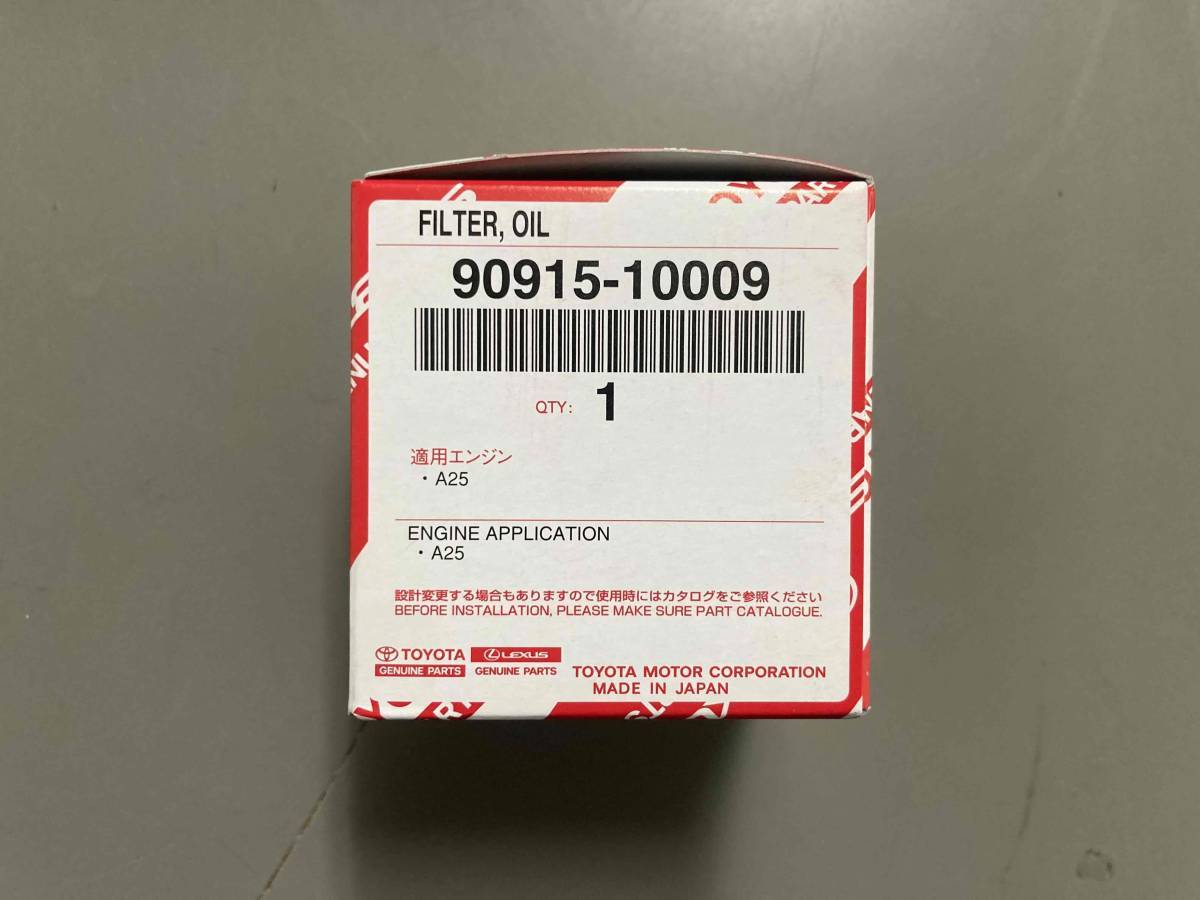 FILTER, OIL
90915-10009
QTY: 1
適用エンジン
・A25
ENGINE APPLICATION
・A25
設計変更する場合もありますので使用時にはカタログをご参照ください
BEFORE INSTALLATION, PLEASE MAKE SURE PART CATALOGUE.
TOYOTA
GENUINE PARTS
LEXUS
GENUINE PARTS
TOYOTA MOTOR CORPORATION
MADE IN JAPAN